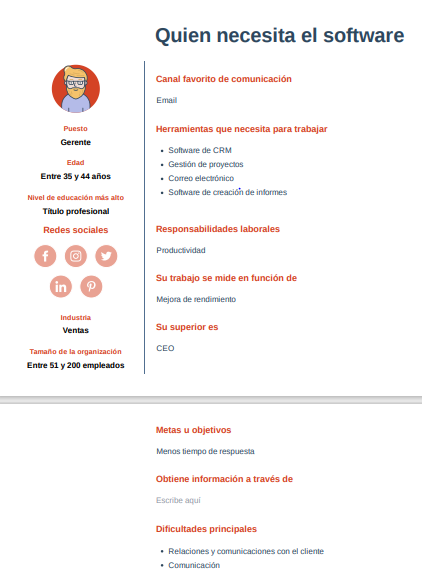 Quien necesita el software
Puesto
Gerente
Edad
Entre 35 y 44 años
Nivel de educación más alto
Título profesional
Redes sociales
Industria
Ventas
Tamaño de la organización
Entre 51 y 200 empleados
Canal favorito de comunicación
Email
Herramientas que necesita para trabajar
• Software de CRM
• Gestión de proyectos
• Correo electrónico
• Software de creación de informes
Responsabilidades laborales
Productividad
Su trabajo se mide en función de
Mejora de rendimiento
Su superior es
CEO
Metas u objetivos
Menos tiempo de respuesta
Obtiene información a través de
Escribe aquí
Dificultades principales
• Relaciones y comunicaciones con el cliente
• Comunicación